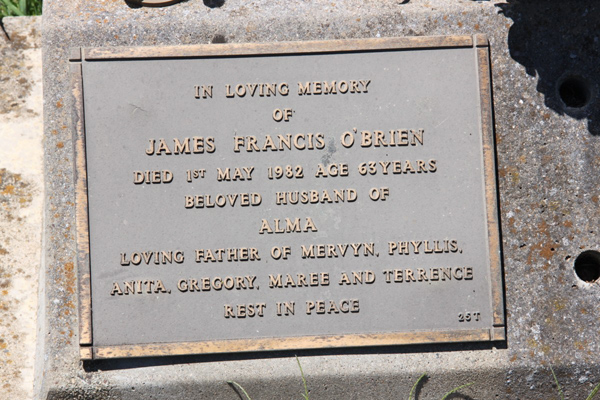 IN LOVING MEMORY
OF
JAMES FRANCIS O'BRIEN
DIED 1ST MAY 1982 AGE 63 YEARS
BELOVED HUSBAND OF
ALMA
LOVING FATHER OF MERVYN, PHYLLIS,
ANITA, GREGORY, MAREE AND TERRENCE
REST IN PEACE
25T